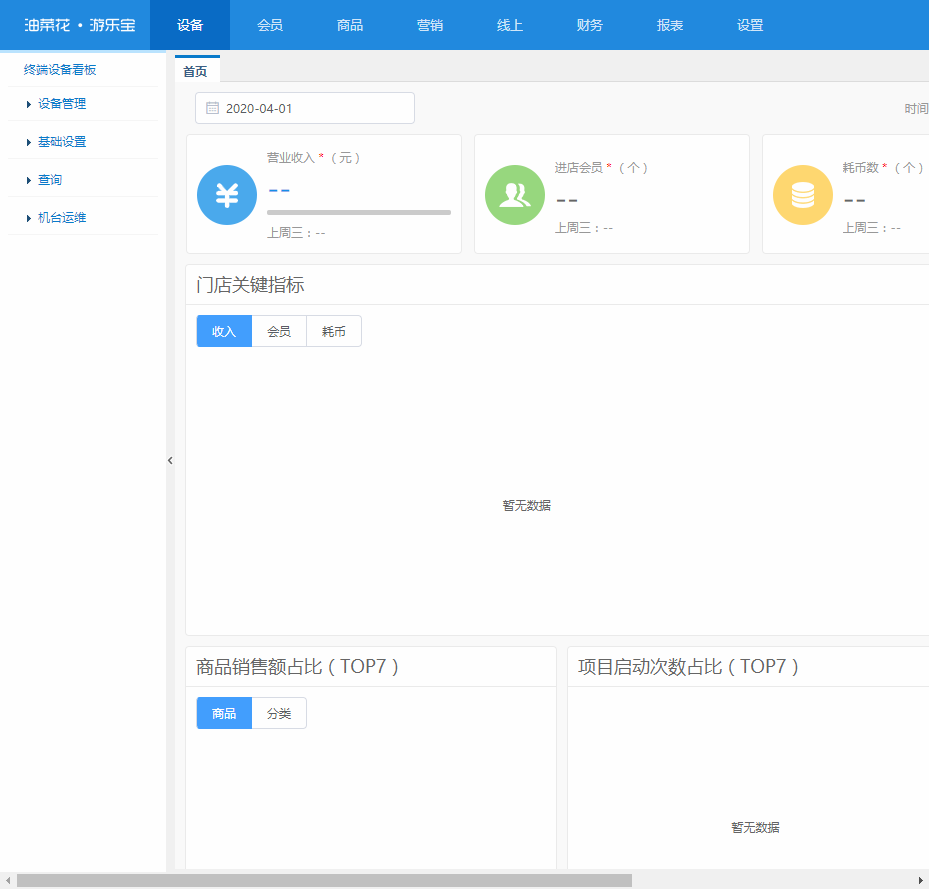 油菜花·游乐宝 设备 会员 商品 营销 线上 财务 报表 设置
终端设备看板
设备管理
基础设置
查询
机台运维
首页
2020-04-01 时间
营业收入 * ( 元 )
--
上周三：--
进店会员 * ( 个 )
--
上周三：--
耗币数 * ( 个 )
--
上周三：--
门店关键指标
收入 会员 耗币
暂无数据
商品销售额占比 ( TOP7 )
商品 分类
项目启动次数占比 ( TOP7 )
暂无数据